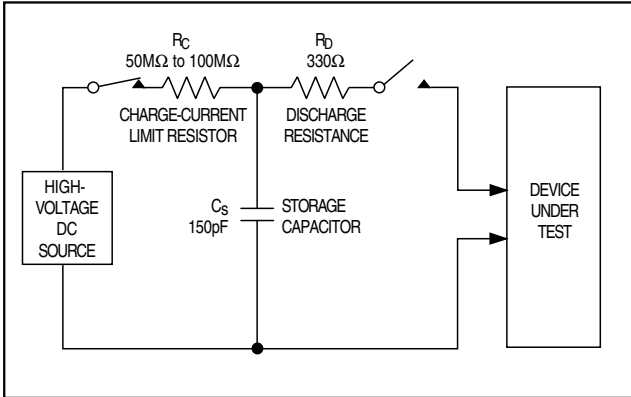 RC
50MΩ to 100MΩ
CHARGE-CURRENT
LIMIT RESISTOR
RD
330Ω
DISCHARGE
RESISTANCE
HIGH-
VOLTAGE
DC
SOURCE
CS
150pF
STORAGE
CAPACITOR
DEVICE
UNDER
TEST